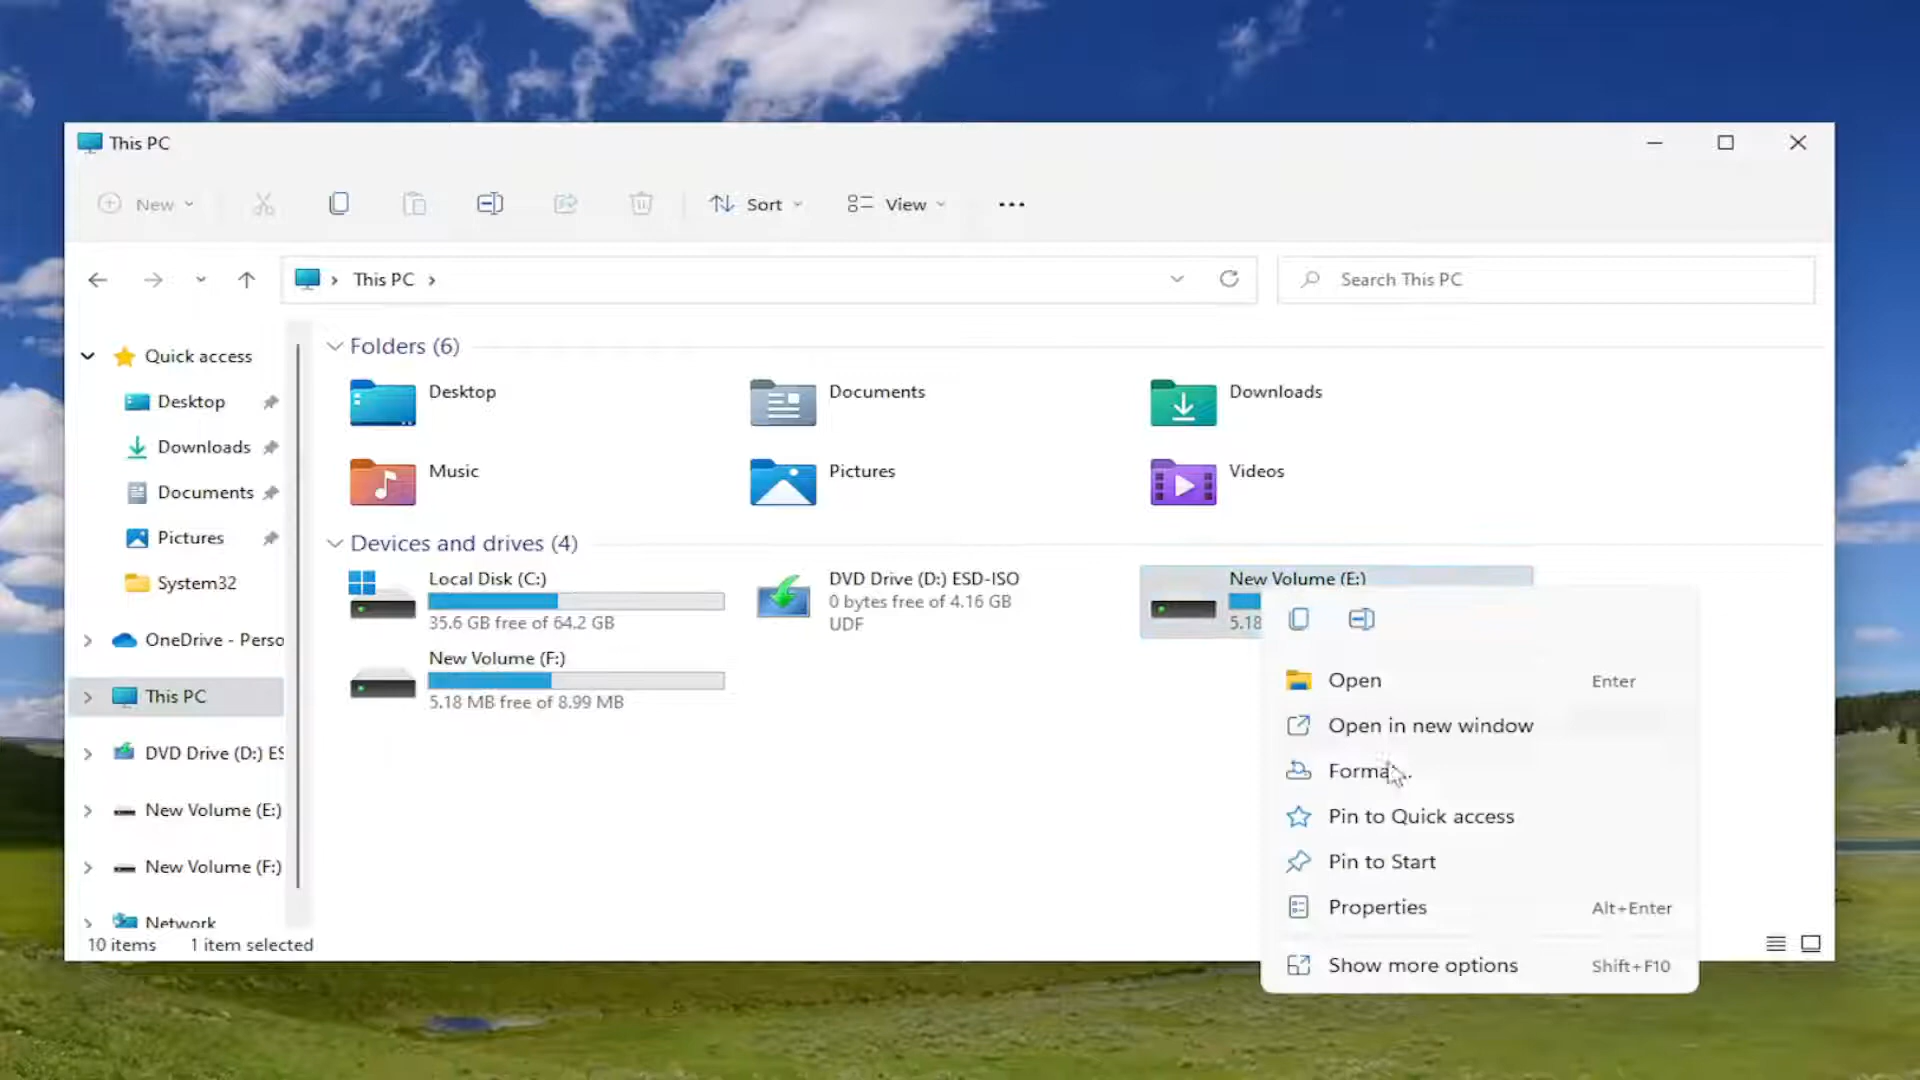 This PC
New
Sort
View
This PC
Search This PC
Quick access
Desktop
Downloads
Documents
Pictures
System32
OneDrive - Perso
This PC
DVD Drive (D:) ES
New Volume (E:)
New Volume (F:)
Network
Folders (6)
Desktop
Documents
Downloads
Music
Pictures
Videos
Devices and drives (4)
Local Disk (C:)
35.6 GB free of 64.2 GB
DVD Drive (D:) ESD-ISO
0 bytes free of 4.16 GB
UDF
New Volume (E:)
5.18
New Volume (F:)
5.18 MB free of 8.99 MB
Open Enter
Open in new window
Format...
Pin to Quick access
Pin to Start
Properties Alt+Enter
Show more options Shift+F10
10 items 1 item selected